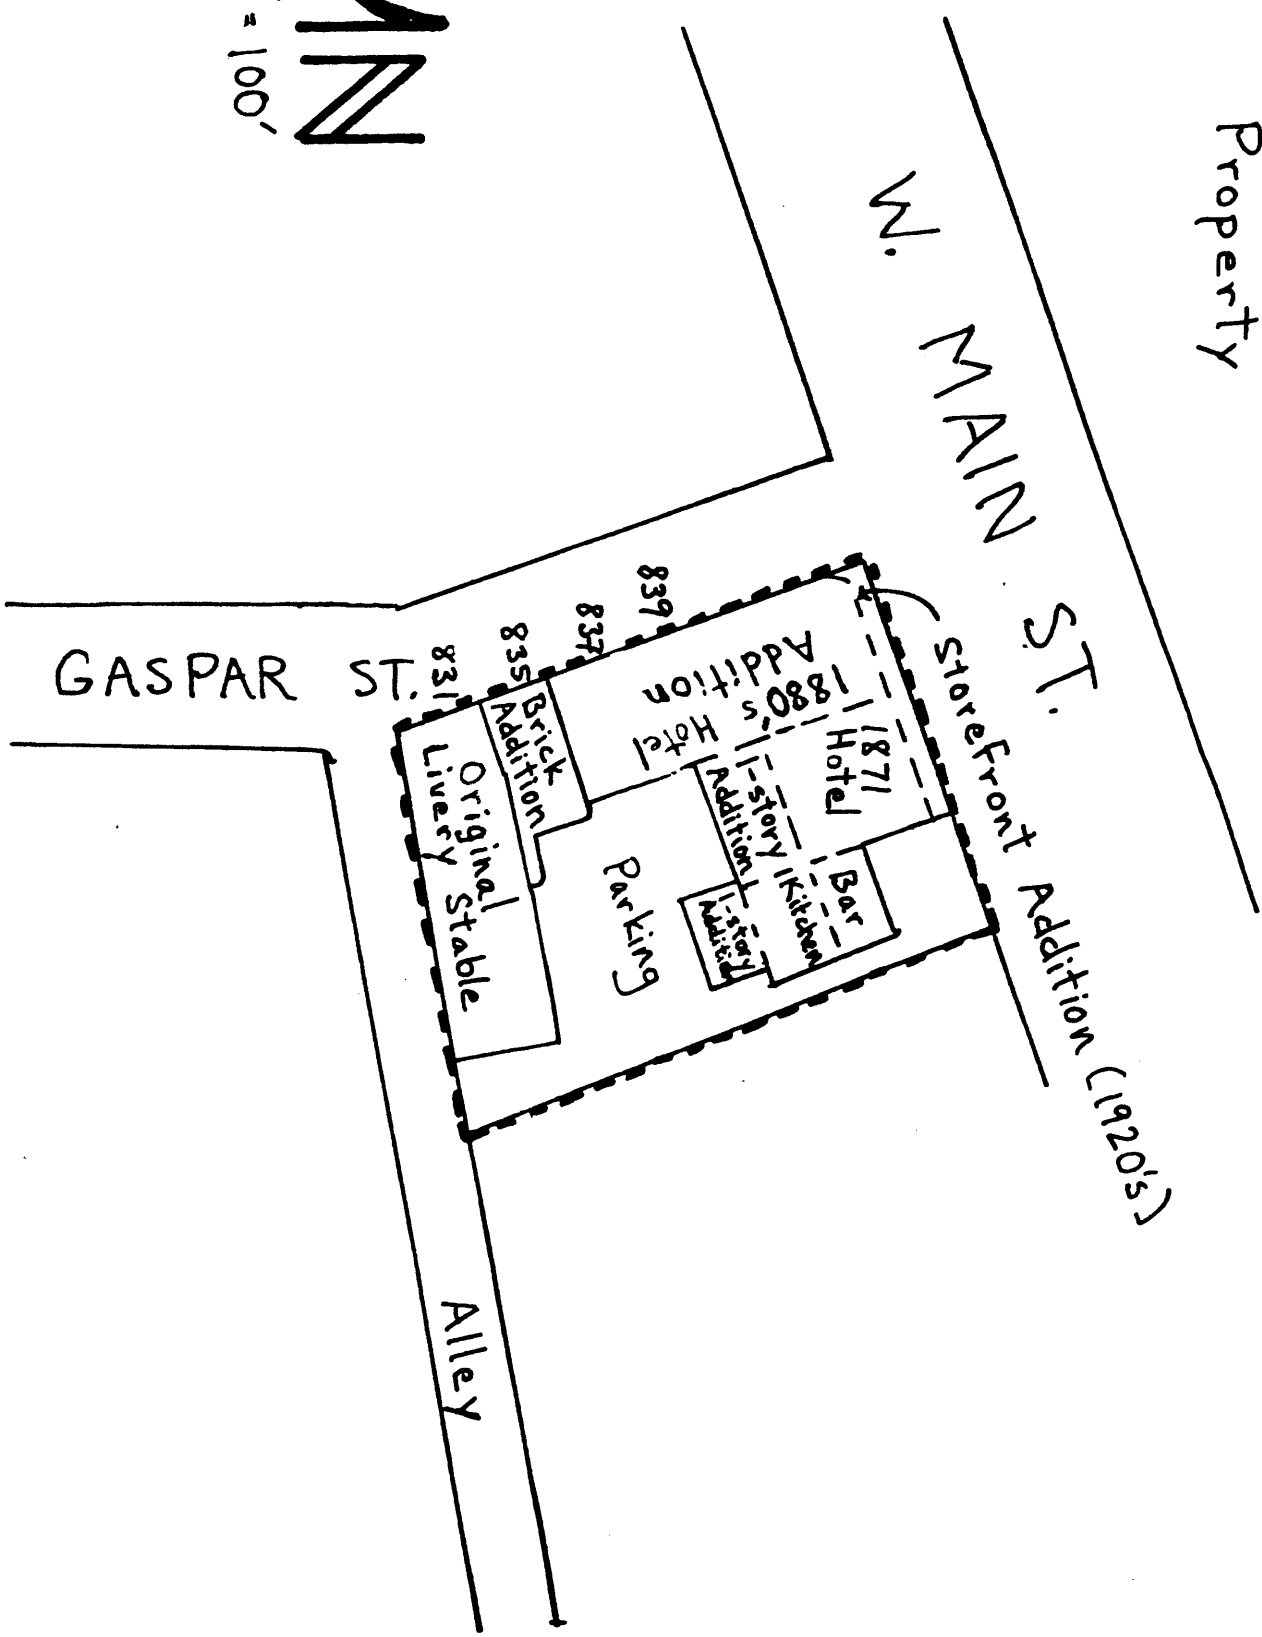 Property
N
" = 100'
W. MAIN ST.
Storefront Addition (1920's)
839
837
835
831
1880's
Addition
Hotel
1871
Hotel
1-story
Addition
Kitchen
Bar
1-story
Addition
Brick
Addition
Parking
Original
Livery Stable
GASPAR ST.
Alley